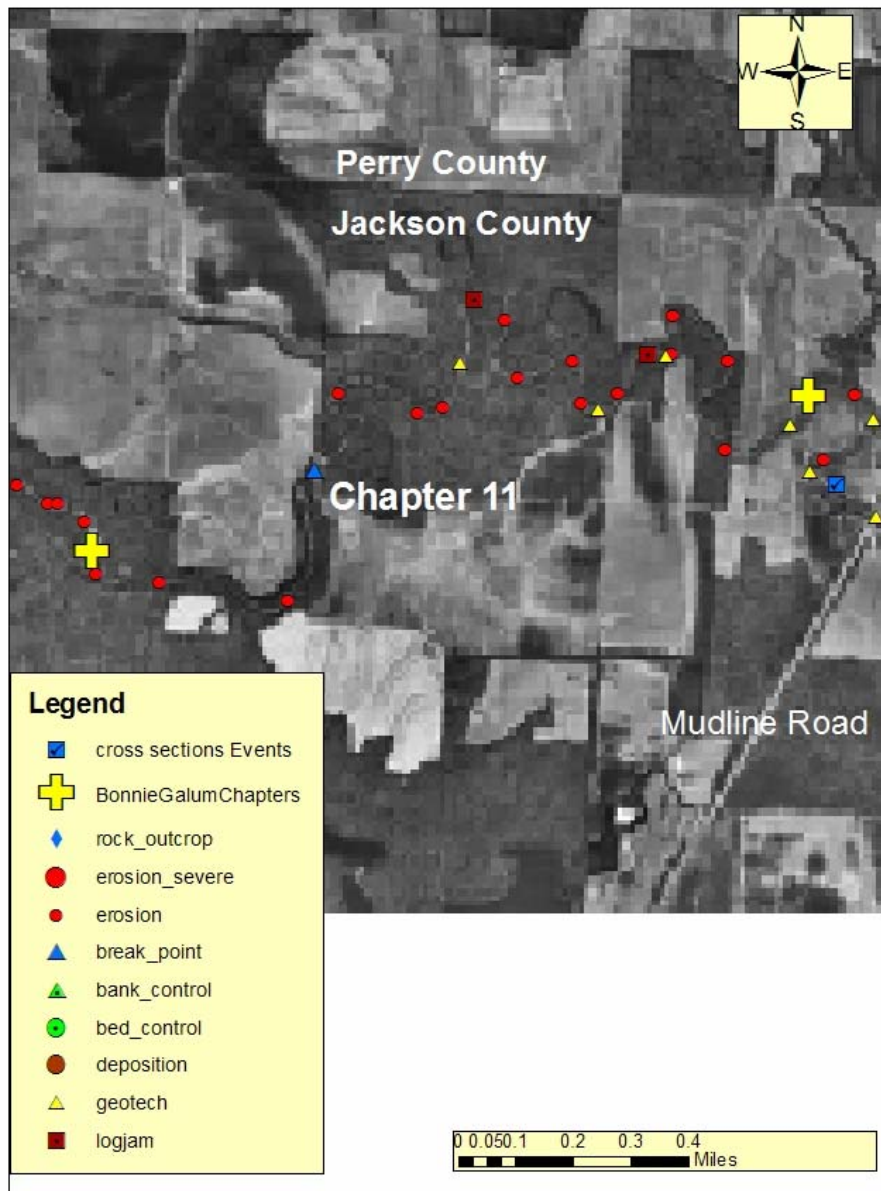 N
W E
S
Perry County
Jackson County
Chapter 11
Mudline Road
Legend
cross sections Events
BonnieGalumChapters
rock_outcrop
erosion_severe
erosion
break_point
bank_control
bed_control
deposition
geotech
logjam
0 0.050.1 0.2 0.3 0.4
Miles